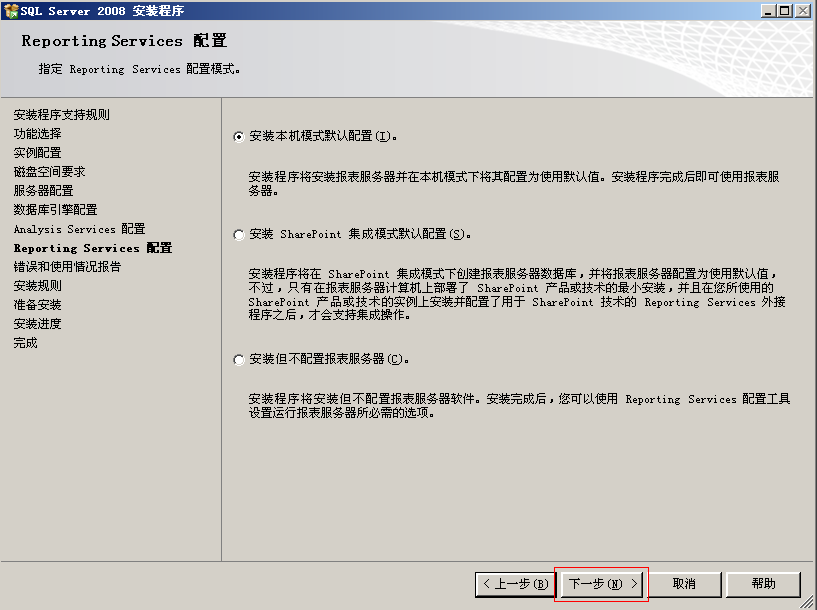 SQL Server 2008 安装程序
Reporting Services 配置
指定 Reporting Services 配置模式。
安装程序支持规则
功能选择
实例配置
磁盘空间要求
服务器配置
数据库引擎配置
Analysis Services 配置
Reporting Services 配置
错误和使用情况报告
安装规则
准备安装
安装进度
完成
安装本机模式默认配置(I)。
安装程序将安装报表服务器并在本机模式下将其配置为使用默认值。安装程序完成后即可使用报表服
务器。
安装 SharePoint 集成模式默认配置(S)。
安装程序将在 SharePoint 集成模式下创建报表服务器数据库，并将报表服务器配置为使用默认值，
不过，只有在报表服务器计算机上部署了 SharePoint 产品或技术的最小安装，并且在您所使用的
SharePoint 产品或技术的实例上安装并配置了用于 SharePoint 技术的 Reporting Services 外接
程序之后，才会支持集成操作。
安装但不配置报表服务器(C)。
安装程序将安装但不配置报表服务器软件。安装完成后，您可以使用 Reporting Services 配置工具
设置运行报表服务器所必需的选项。
< 上一步(B) 下一步(N) > 取消 帮助